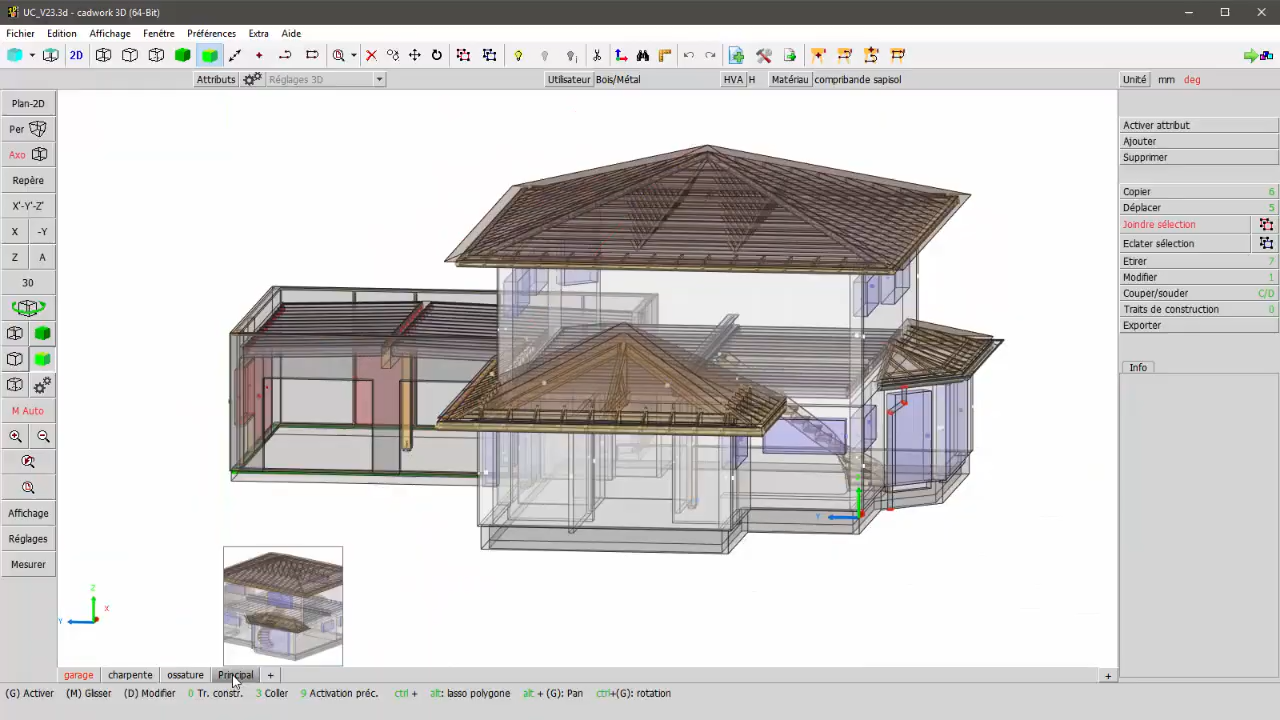 UC_V23.3d - cadwork 3D (64-Bit)
Fichier Edition Affichage Fenêtre Préférences Extra Aide
2D
Attributs Réglages 3D Utilisateur Bois/Métal HVA H Matériau compribande sapisol Unité mm deg
Plan-2D
Per
Axo
Repère
X'-Y'-Z'
X -Y
Z A
30
M Auto
Affichage
Réglages
Mesurer
Activer attribut
Ajouter
Supprimer
Copier 6
Déplacer 5
Joindre sélection
Eclater sélection
Etirer 7
Modifier 1
Couper/souder C/D
Traits de construction 0
Exporter
Info
Y
Z
X
Y
garage charpente ossature Principal + +
(G) Activer (M) Glisser (D) Modifier 0 Tr. constr. 3 Coller 9 Activation préc. ctrl + alt: lasso polygone alt + (G): Pan ctrl+(G): rotation